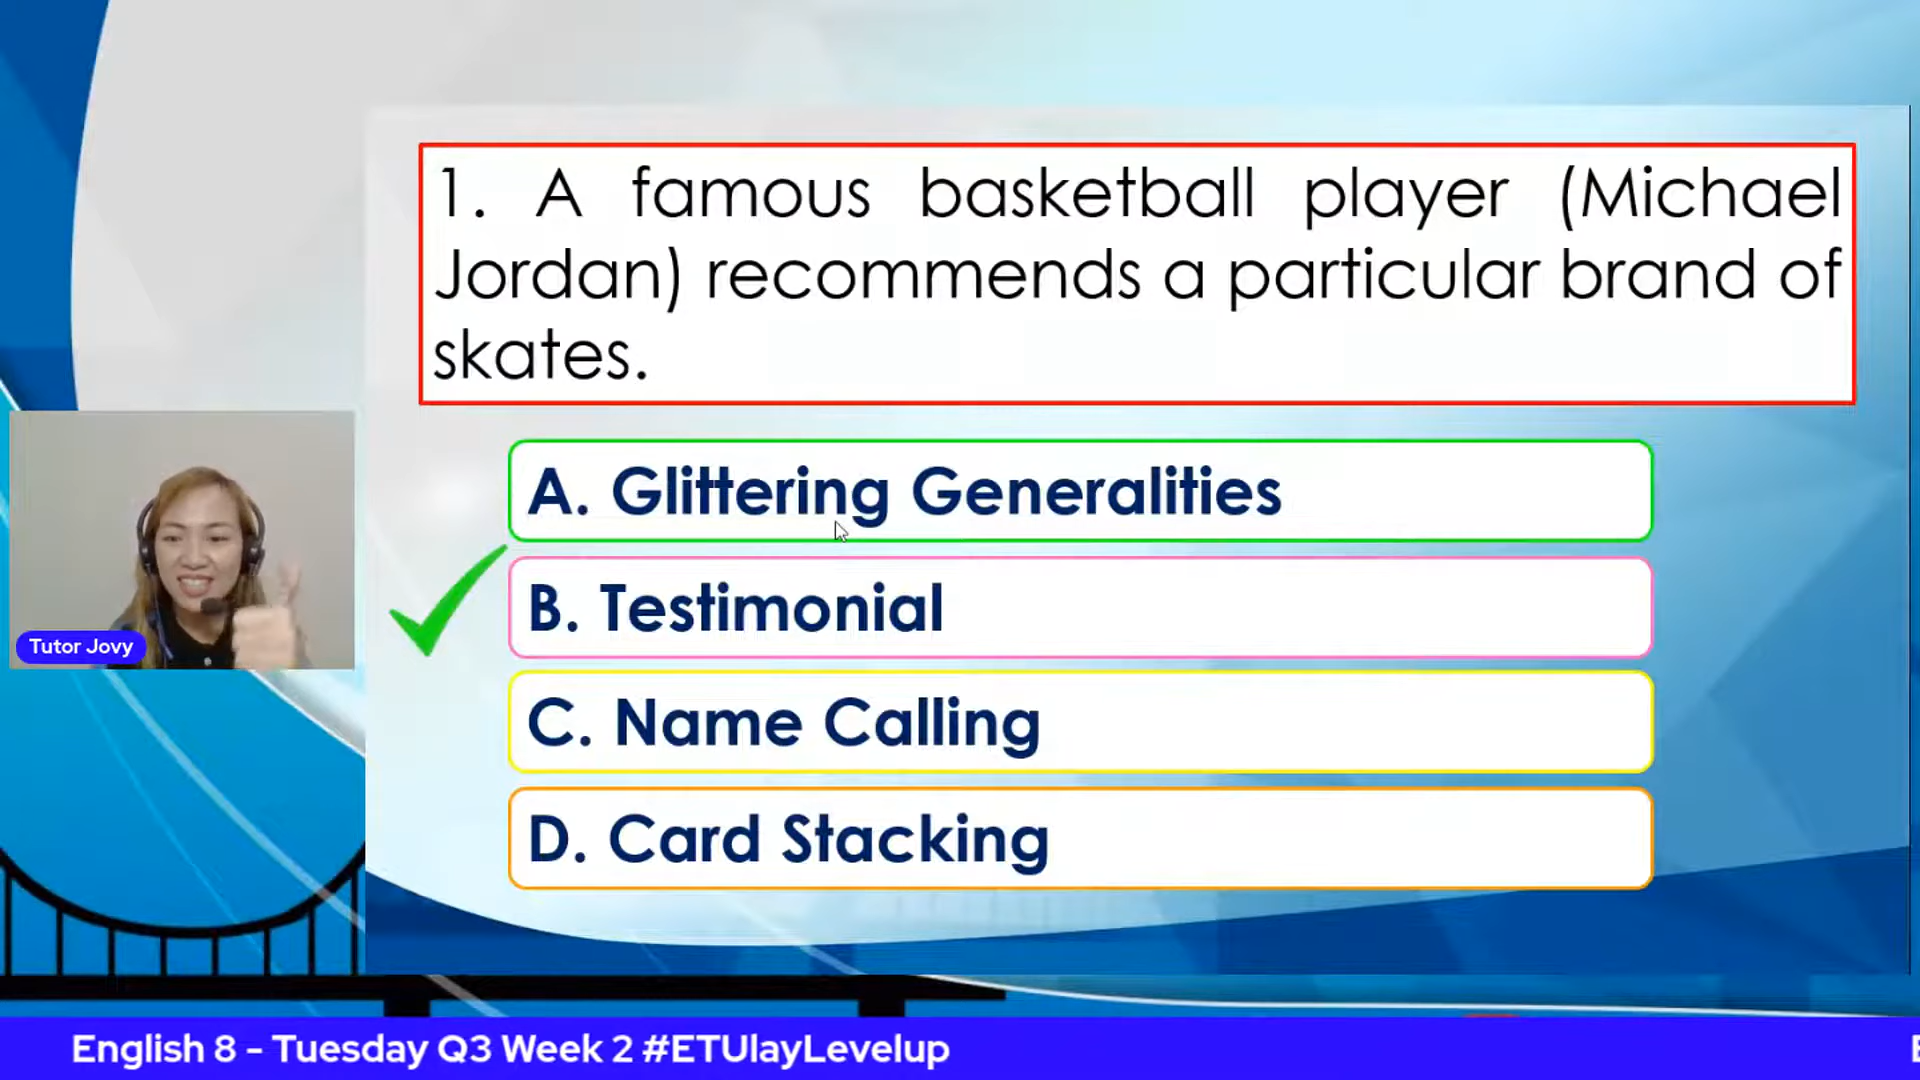 1. A famous basketball player (Michael
Jordan) recommends a particular brand of
skates.
A. Glittering Generalities
B. Testimonial
C. Name Calling
D. Card Stacking
Tutor Jovy
English 8 - Tuesday Q3 Week 2 #ETUlayLevelup